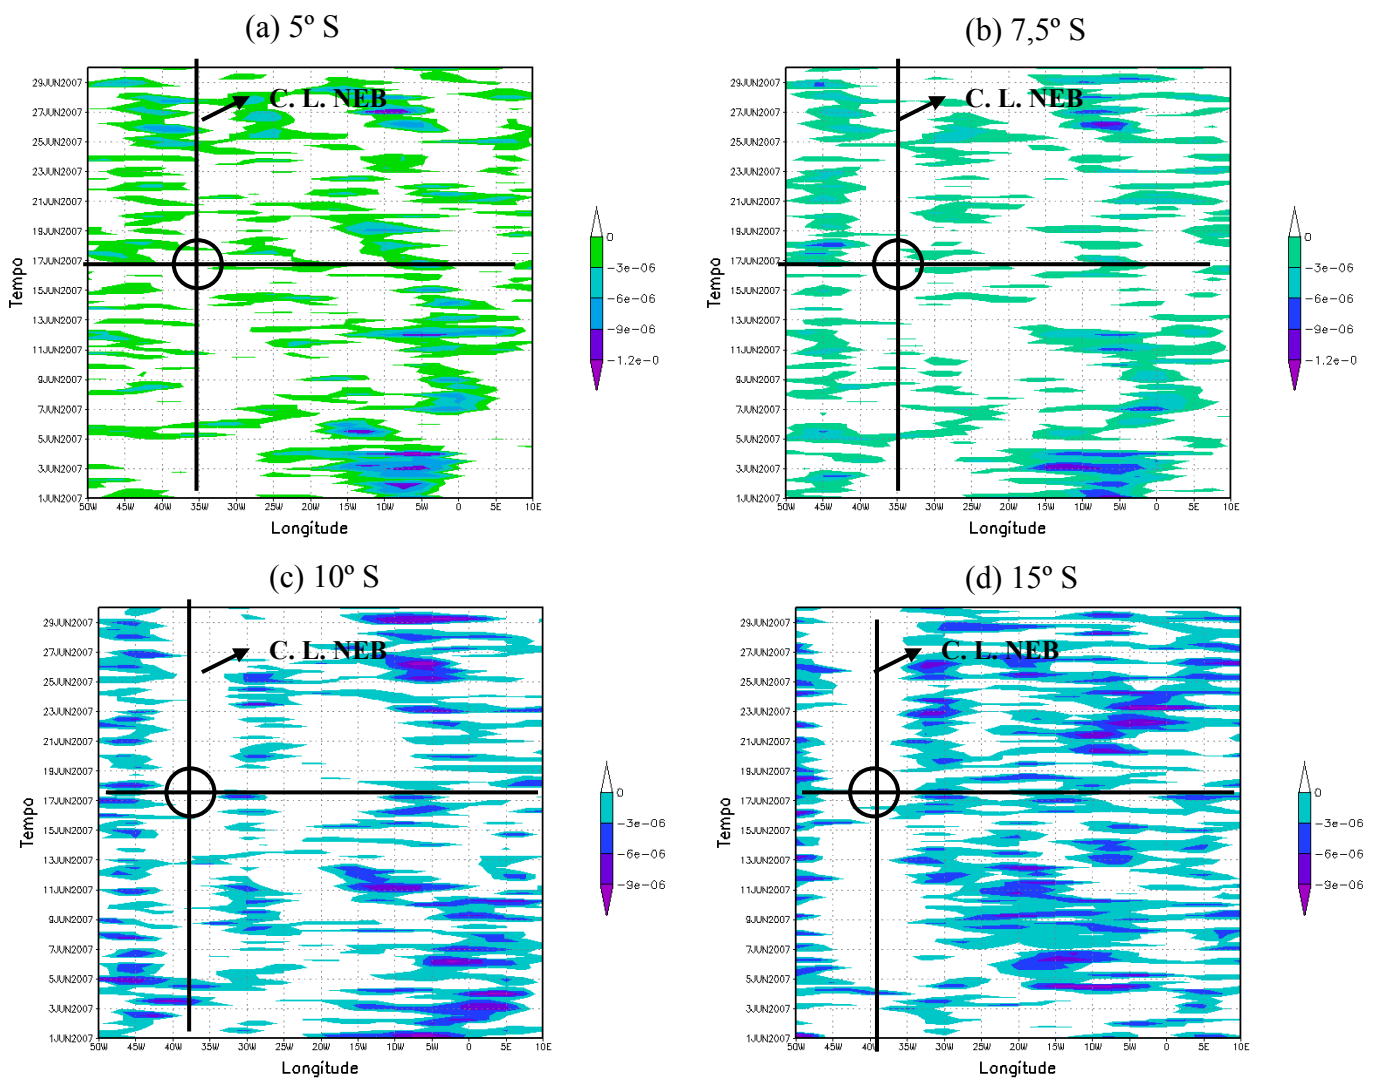 (a) 5º S
29JUN2007
27JUN2007
25JUN2007
23JUN2007
21JUN2007
19JUN2007
17JUN2007
15JUN2007
13JUN2007
11JUN2007
9JUN2007
7JUN2007
5JUN2007
3JUN2007
1JUN2007
Tempo
C. L. NEB
50W 45W 40W 35W 30W 25W 20W 15W 10W 5W 0 5E 10E
Longitude
0
-3e-06
-6e-06
-9e-06
-1.2e-0
(b) 7,5º S
29JUN2007
27JUN2007
25JUN2007
23JUN2007
21JUN2007
19JUN2007
17JUN2007
15JUN2007
13JUN2007
11JUN2007
9JUN2007
7JUN2007
5JUN2007
3JUN2007
1JUN2007
Tempo
C. L. NEB
50W 45W 40W 35W 30W 25W 20W 15W 10W 5W 0 5E 10E
Longitude
0
-3e-06
-6e-06
-9e-06
-1.2e-0
(c) 10º S
29JUN2007
27JUN2007
25JUN2007
23JUN2007
21JUN2007
19JUN2007
17JUN2007
15JUN2007
13JUN2007
11JUN2007
9JUN2007
7JUN2007
5JUN2007
3JUN2007
1JUN2007
Tempo
C. L. NEB
50W 45W 40W 35W 30W 25W 20W 15W 10W 5W 0 5E 10E
Longitude
0
-3e-06
-6e-06
-9e-06
(d) 15º S
29JUN2007
27JUN2007
25JUN2007
23JUN2007
21JUN2007
19JUN2007
17JUN2007
15JUN2007
13JUN2007
11JUN2007
9JUN2007
7JUN2007
5JUN2007
3JUN2007
1JUN2007
Tempo
C. L. NEB
50W 45W 40W 35W 30W 25W 20W 15W 10W 5W 0 5E 10E
Longitude
0
-3e-06
-6e-06
-9e-06